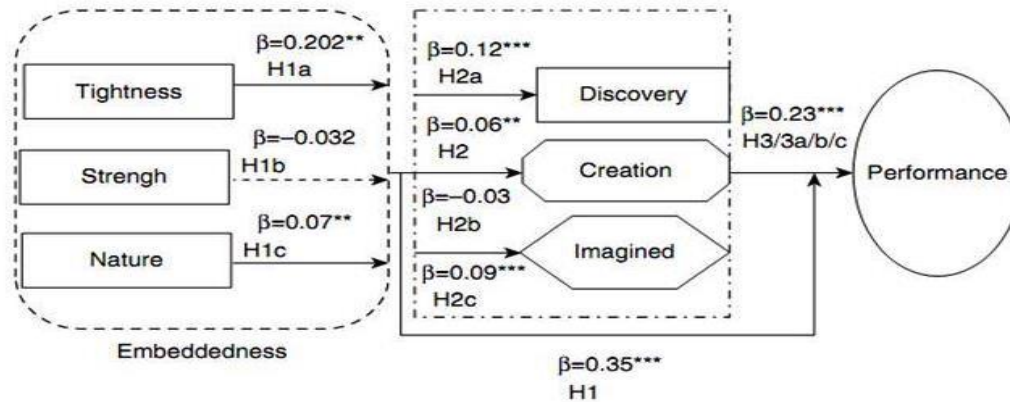 β=0.202**
H1a
Tightness
β=−0.032
H1b
Strengh
β=0.07**
H1c
Nature
Embeddedness
β=0.12***
H2a
Discovery
β=0.06**
H2
Creation
β=−0.03
H2b
Imagined
β=0.09***
H2c
β=0.23***
H3/3a/b/c
Performance
β=0.35***
H1